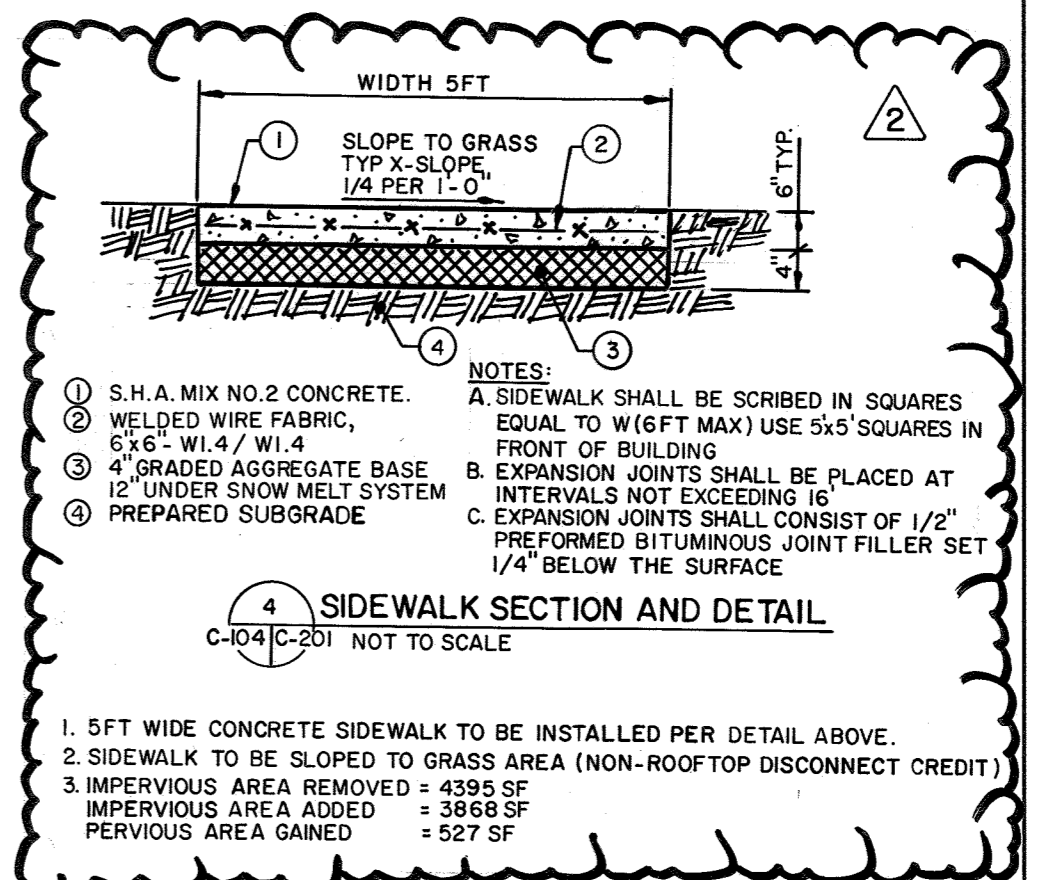 WIDTH 5FT
2
1
SLOPE TO GRASS
TYP X-SLOPE
1/4 PER 1'-0"
2
6" TYP.
4"
4
3
① S.H.A. MIX NO.2 CONCRETE.
② WELDED WIRE FABRIC,
6"x6"- W1.4 / W1.4
③ 4" GRADED AGGREGATE BASE
12" UNDER SNOW MELT SYSTEM
④ PREPARED SUBGRADE
NOTES:
A. SIDEWALK SHALL BE SCRIBED IN SQUARES
EQUAL TO W (6FT MAX) USE 5'x5' SQUARES IN
FRONT OF BUILDING
B. EXPANSION JOINTS SHALL BE PLACED AT
INTERVALS NOT EXCEEDING 16'
C. EXPANSION JOINTS SHALL CONSIST OF 1/2"
PREFORMED BITUMINOUS JOINT FILLER SET
1/4" BELOW THE SURFACE
4
SIDEWALK SECTION AND DETAIL
C-104 C-201 NOT TO SCALE
1. 5FT WIDE CONCRETE SIDEWALK TO BE INSTALLED PER DETAIL ABOVE.
2. SIDEWALK TO BE SLOPED TO GRASS AREA (NON-ROOFTOP DISCONNECT CREDIT)
3. IMPERVIOUS AREA REMOVED = 4395 SF
IMPERVIOUS AREA ADDED = 3868 SF
PERVIOUS AREA GAINED = 527 SF